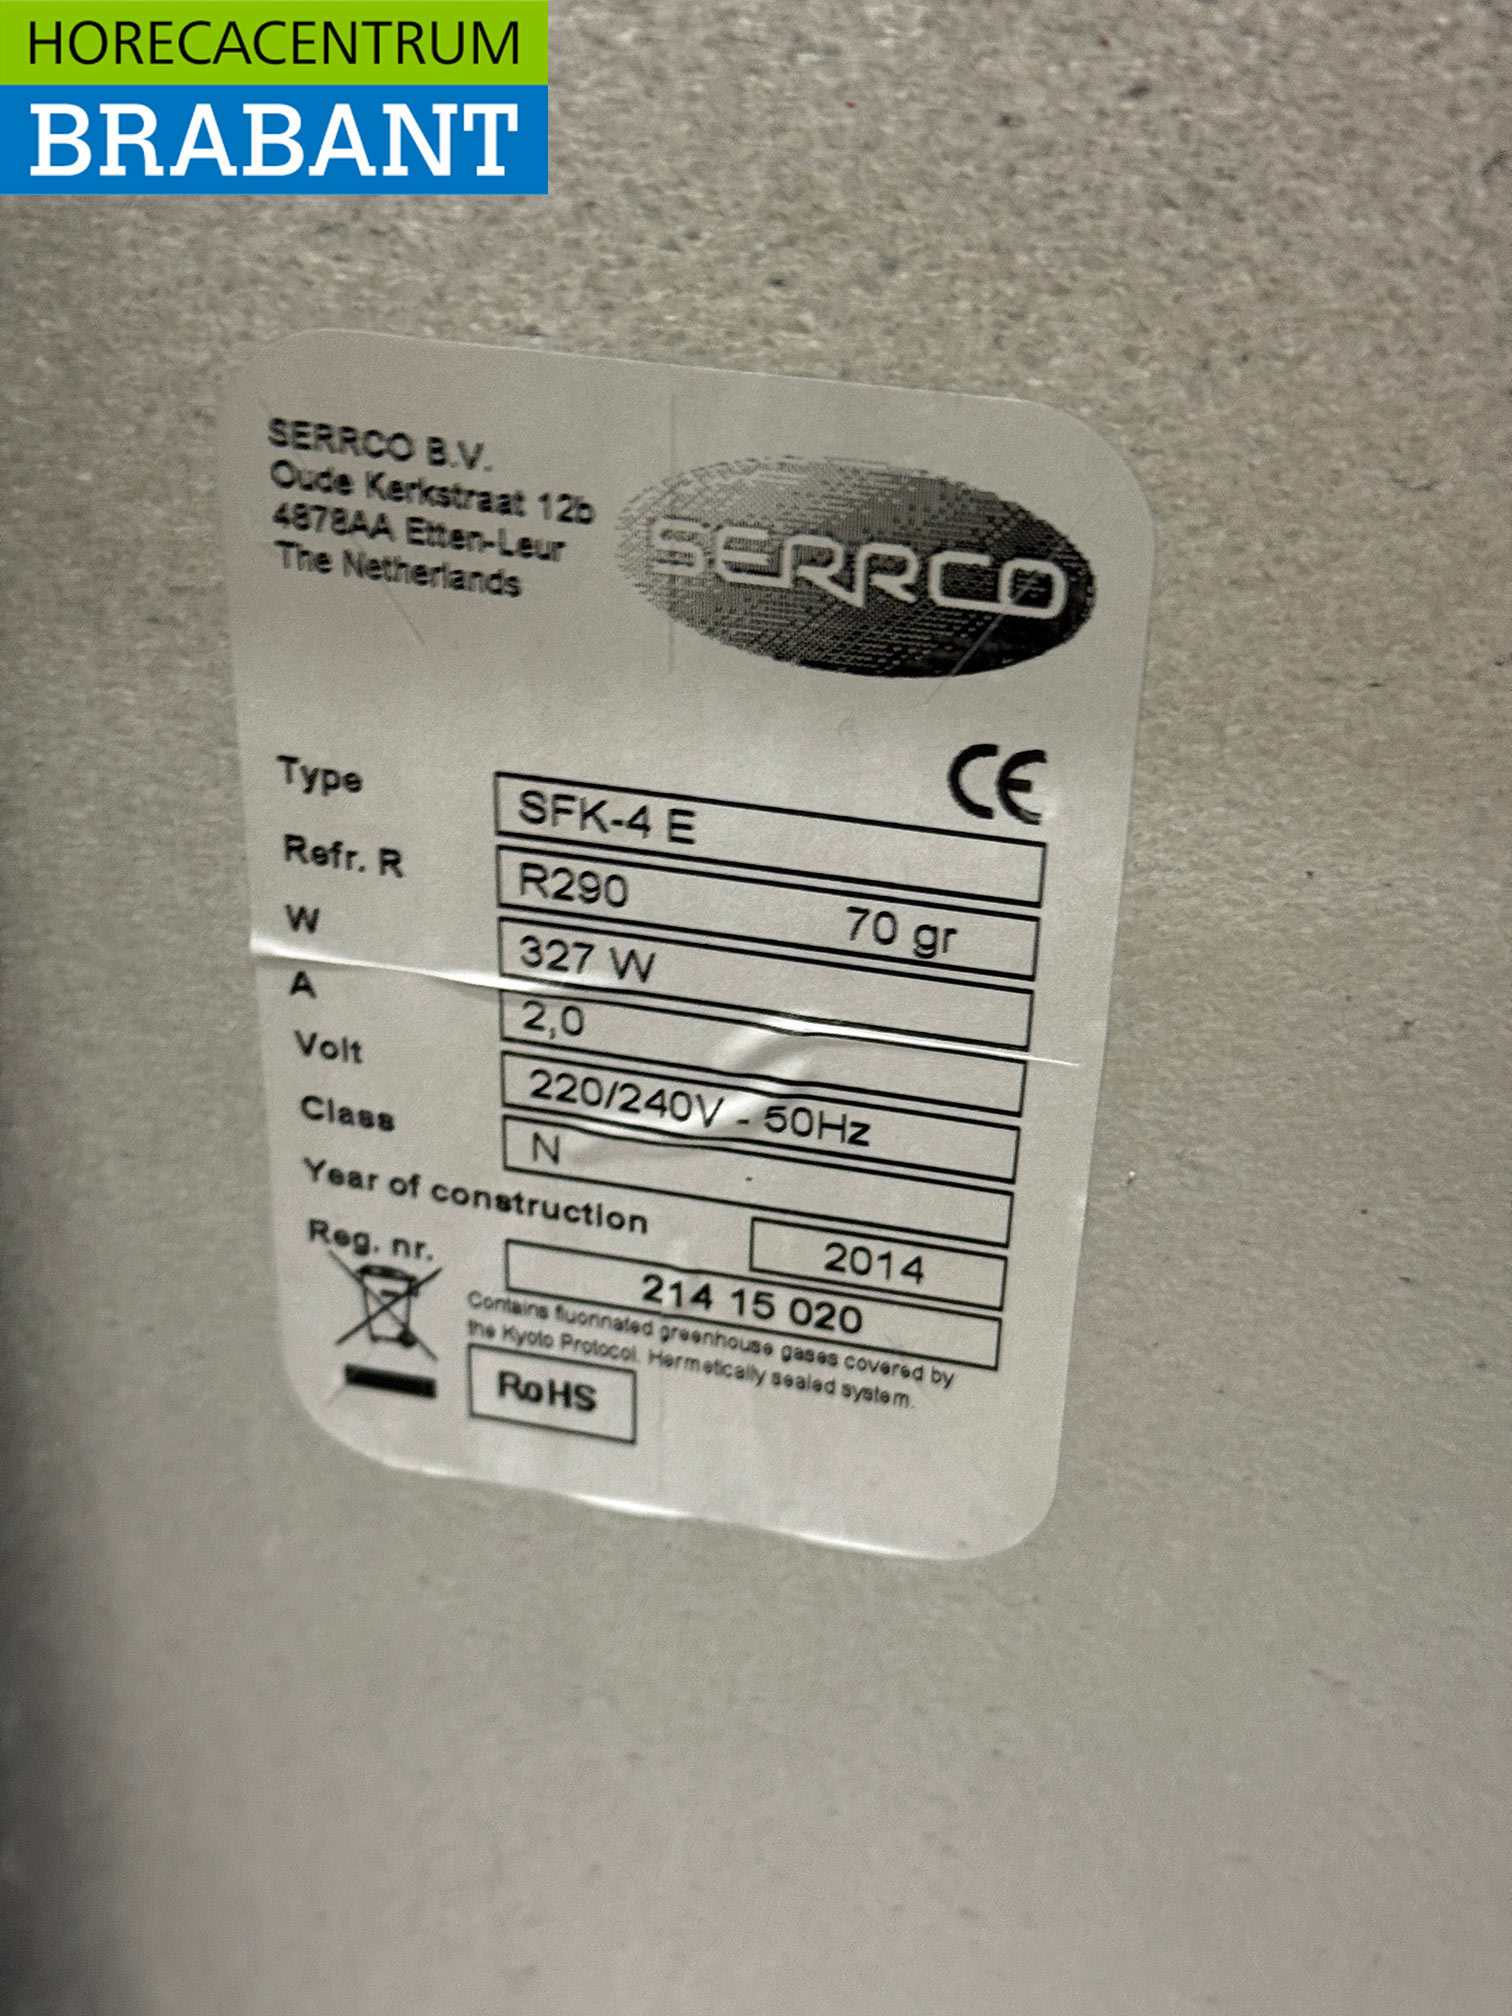 HORECACENTRUM
BRABANT
SERRCO B.V.
Oude Kerkstraat 12b
4878AA Etten-Leur
The Netherlands
SERRCO
CE
Type SFK-4 E
Refr. R R290 70 gr
W 327 W
A 2,0
Volt 220/240V - 50Hz
Class N
Year of construction 2014
Reg. nr. 214 15 020
Contains fluorinated greenhouse gases covered by
the Kyoto Protocol. Hermetically sealed system.
RoHS